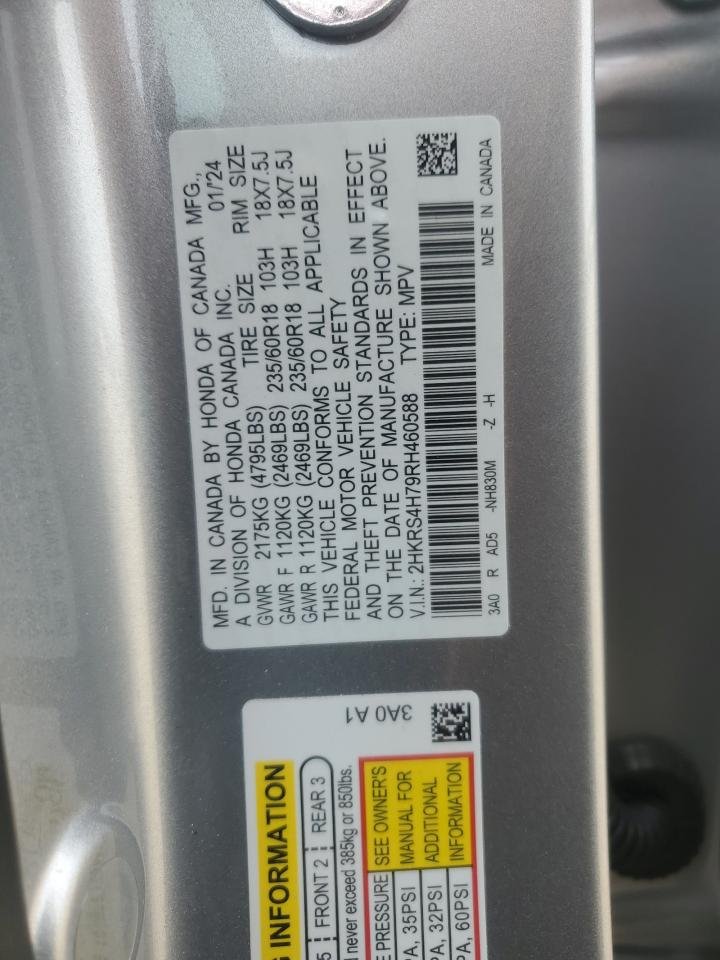 MFD. IN CANADA BY HONDA OF CANADA MFG.,
A DIVISION OF HONDA CANADA INC. 01/'24
GVWR 2175KG (4795LBS) TIRE SIZE RIM SIZE
GAWR F 1120KG (2469LBS) 235/60R18 103H 18X7.5J
GAWR R 1120KG (2469LBS) 235/60R18 103H 18X7.5J
THIS VEHICLE CONFORMS TO ALL APPLICABLE
FEDERAL MOTOR VEHICLE SAFETY
AND THEFT PREVENTION STANDARDS IN EFFECT
ON THE DATE OF MANUFACTURE SHOWN ABOVE.
V.I.N.: 2HKRS4H79RH460588 TYPE: MPV
3A0 R AD5 -NH830M -Z -H MADE IN CANADA
3A0 A1
INFORMATION
5 FRONT 2 REAR 3
never exceed 385kg or 850lbs.
PRESSURE SEE OWNER'S
PA, 35PSI MANUAL FOR
PA, 32PSI ADDITIONAL
PA, 60PSI INFORMATION